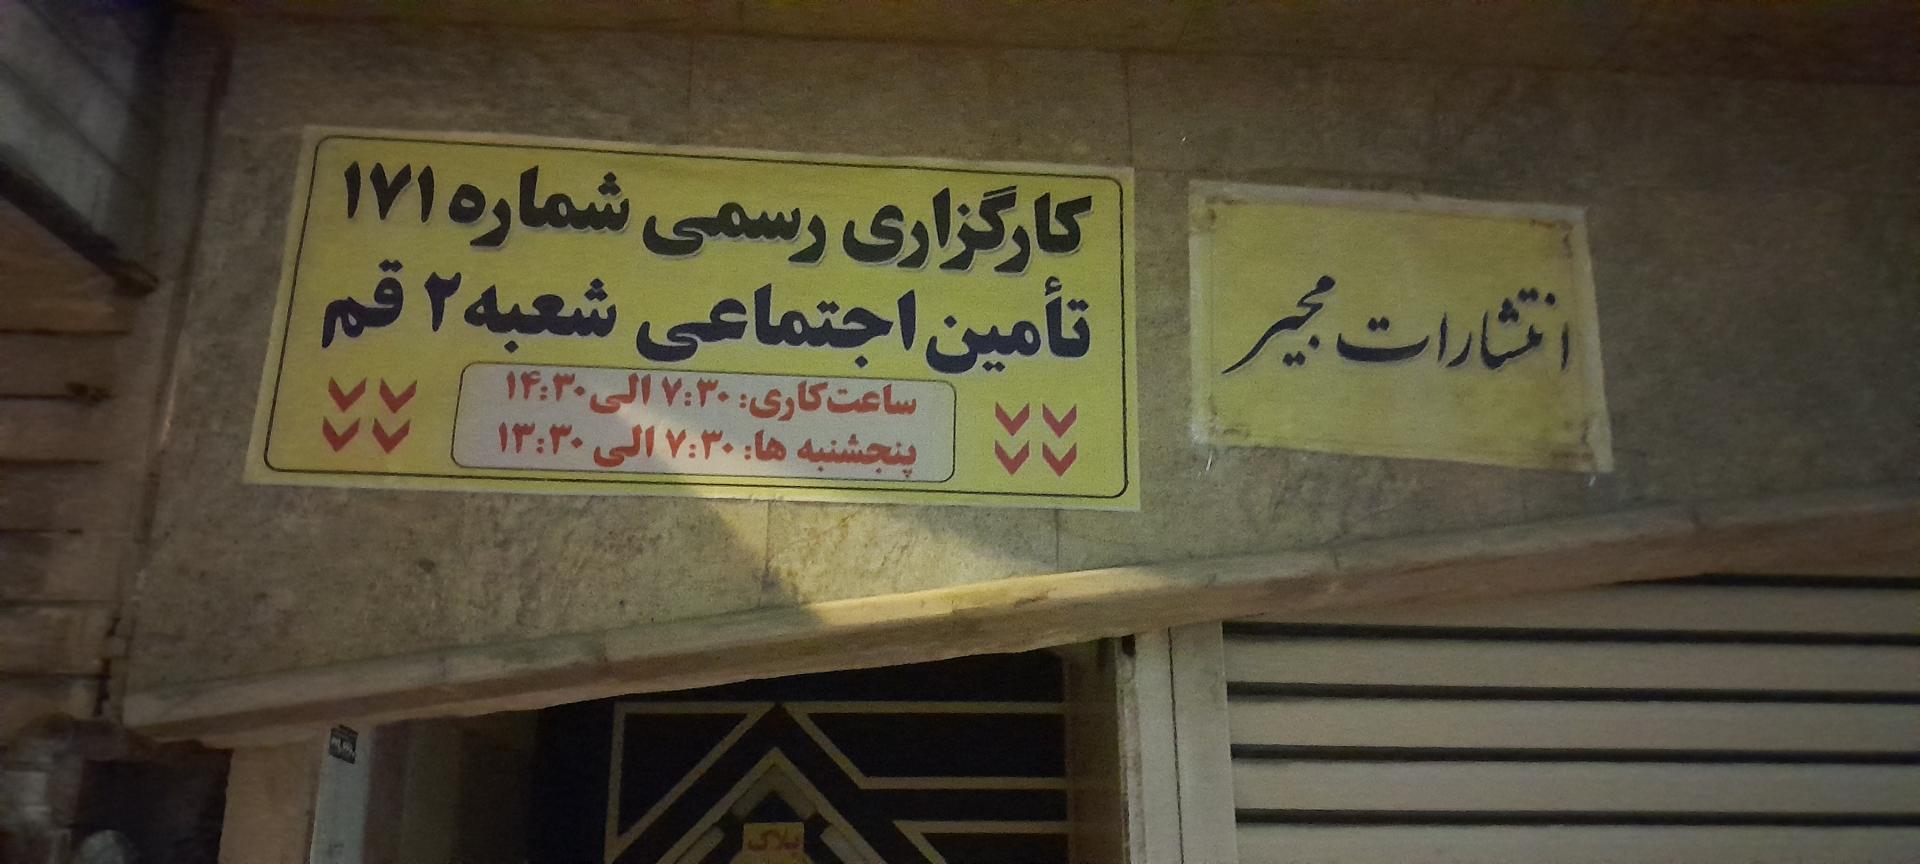 کارگزاری رسمی شماره ۱۷۱
تأمین اجتماعی شعبه ۲ قم
ساعت‌کاری: ۷:۳۰ الی ۱۴:۳۰
پنجشنبه ها: ۷:۳۰ الی ۱۳:۳۰
انتشارات مجیر
پلاک